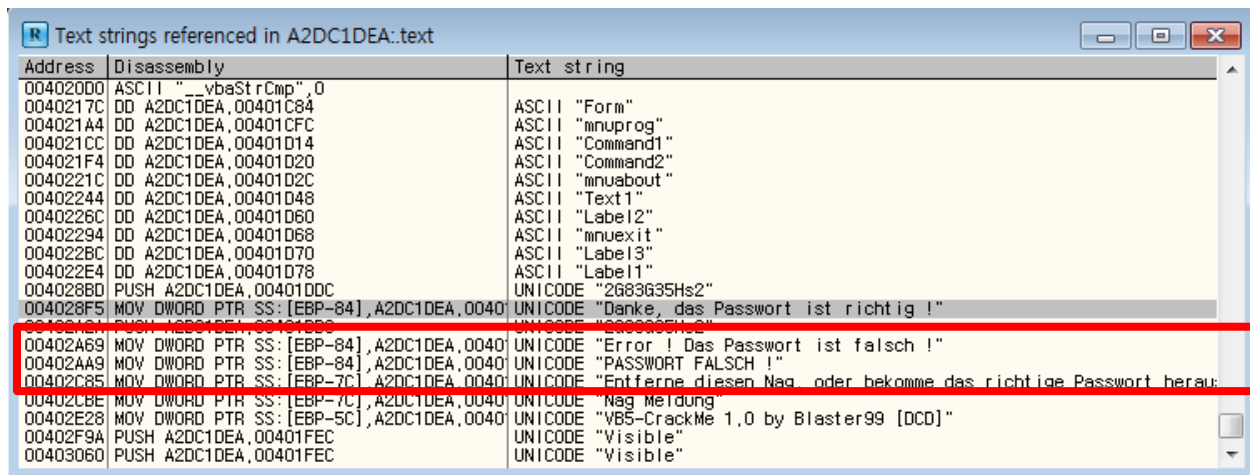 R Text strings referenced in A2DC1DEA:.text
Address Disassembly Text string
004020D0 ASCII "__vbaStrCmp",0
0040217C DD A2DC1DEA.00401C84 ASCII "Form"
004021A4 DD A2DC1DEA.00401CFC ASCII "mnuprog"
004021CC DD A2DC1DEA.00401D14 ASCII "Command1"
004021F4 DD A2DC1DEA.00401D20 ASCII "Command2"
0040221C DD A2DC1DEA.00401D2C ASCII "mnuabout"
00402244 DD A2DC1DEA.00401D48 ASCII "Text1"
0040226C DD A2DC1DEA.00401D60 ASCII "Label2"
00402294 DD A2DC1DEA.00401D68 ASCII "mnuexit"
004022BC DD A2DC1DEA.00401D70 ASCII "Label3"
004022E4 DD A2DC1DEA.00401D78 ASCII "Label1"
004028BD PUSH A2DC1DEA.00401DDC UNICODE "2G83G35Hs2"
004028F5 MOV DWORD PTR SS:[EBP-84],A2DC1DEA.0040 UNICODE "Danke, das Passwort ist richtig !"
00402A69 MOV DWORD PTR SS:[EBP-84],A2DC1DEA.0040 UNICODE "Error ! Das Passwort ist falsch !"
00402AA9 MOV DWORD PTR SS:[EBP-84],A2DC1DEA.0040 UNICODE "PASSWORT FALSCH !"
00402C85 MOV DWORD PTR SS:[EBP-7C],A2DC1DEA.0040 UNICODE "Entferne diesen Nag, oder bekomme das richtige Passwort herau
00402CBE MOV DWORD PTR SS:[EBP-7C],A2DC1DEA.0040 UNICODE "Nag Meldung"
00402E28 MOV DWORD PTR SS:[EBP-5C],A2DC1DEA.0040 UNICODE "VB5-CrackMe 1.0 by Blaster99 [DCD]"
00402F9A PUSH A2DC1DEA.00401FEC UNICODE "Visible"
00403060 PUSH A2DC1DEA.00401FEC UNICODE "Visible"